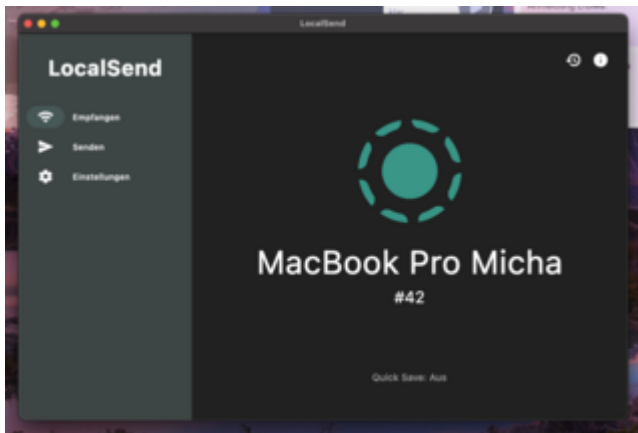 LocalSend
LocalSend
Empfangen
Senden
Einstellungen
MacBook Pro Micha
#42
Quick Save: Aus